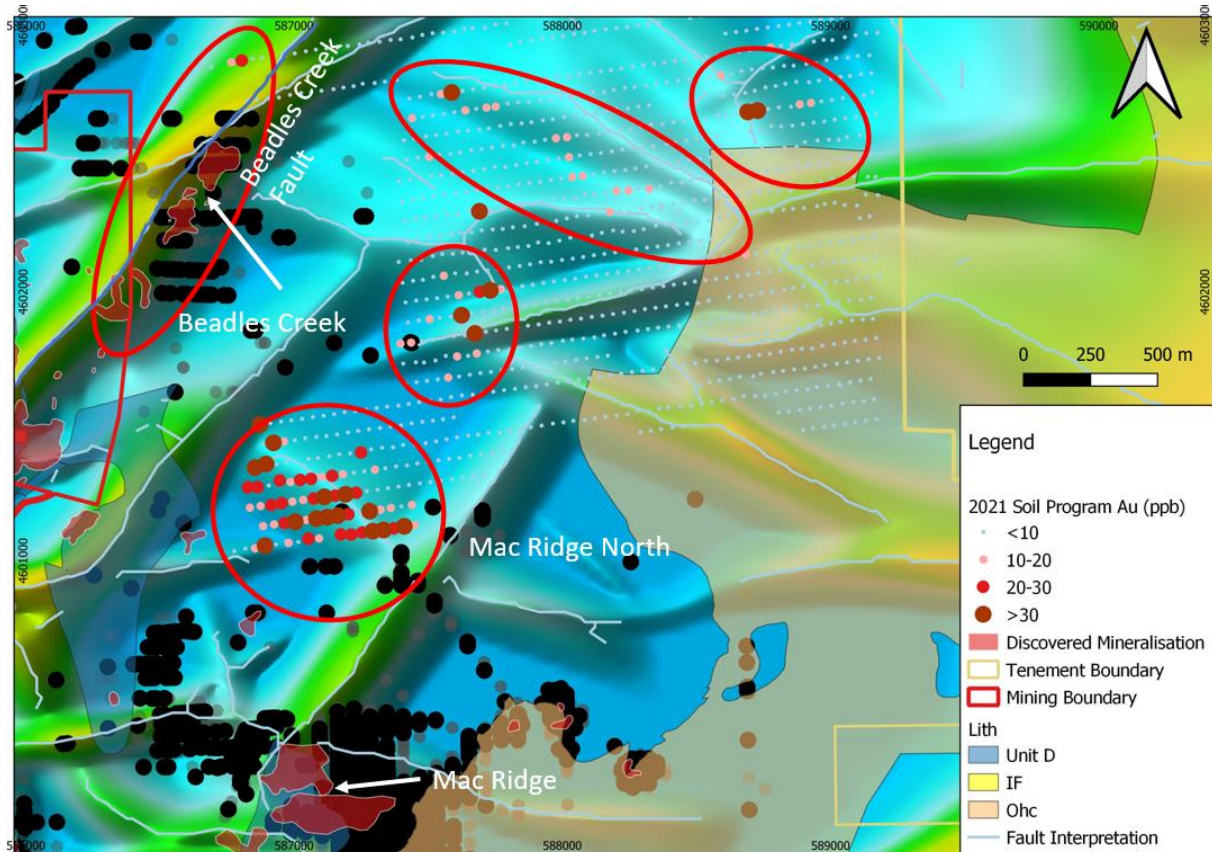 587000
588000
589000
590000
4603000
Beadles Creek
Fault
Beadles Creek
4602000
4602000
0 250 500 m
Mac Ridge North
4601000
Mac Ridge
Legend
2021 Soil Program Au (ppb)
<10
10-20
20-30
>30
Discovered Mineralisation
Tenement Boundary
Mining Boundary
Lith
Unit D
IF
Ohc
Fault Interpretation
587000
588000
589000